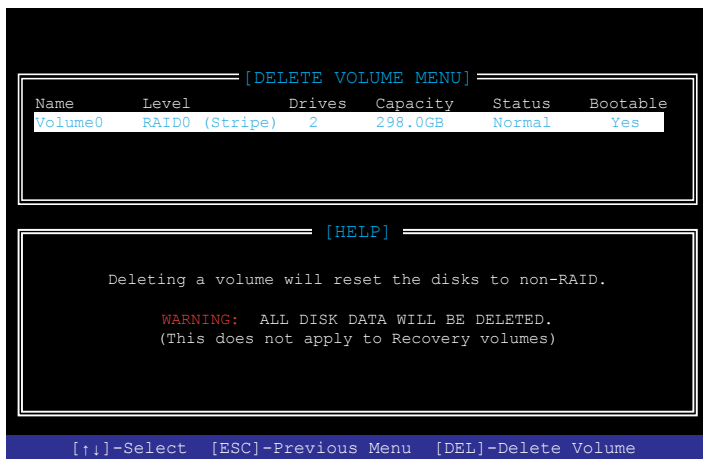 [DELETE VOLUME MENU]
Name Level Drives Capacity Status Bootable
Volume0 RAID0 (Stripe) 2 298.0GB Normal Yes
[HELP]
Deleting a volume will reset the disks to non-RAID.
WARNING: ALL DISK DATA WILL BE DELETED.
(This does not apply to Recovery volumes)
[↑↓]-Select [ESC]-Previous Menu [DEL]-Delete Volume